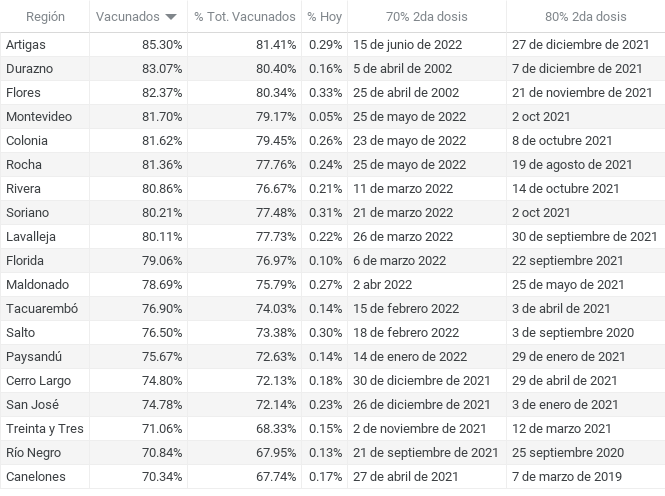 Región Vacunados % Tot. Vacunados % Hoy 70% 2da dosis 80% 2da dosis
Artigas 85.30% 81.41% 0.29% 15 de junio de 2022 27 de diciembre de 2021
Durazno 83.07% 80.40% 0.16% 5 de abril de 2002 7 de diciembre de 2021
Flores 82.37% 80.34% 0.33% 25 de abril de 2002 21 de noviembre de 2021
Montevideo 81.70% 79.17% 0.05% 25 de mayo de 2022 2 oct 2021
Colonia 81.62% 79.45% 0.26% 23 de mayo de 2022 8 de octubre 2021
Rocha 81.36% 77.76% 0.24% 25 de mayo de 2022 19 de agosto de 2021
Rivera 80.86% 76.67% 0.21% 11 de marzo 2022 14 de octubre 2021
Soriano 80.21% 77.48% 0.31% 21 de marzo 2022 2 oct 2021
Lavalleja 80.11% 77.73% 0.22% 26 de marzo 2022 30 de septiembre de 2021
Florida 79.06% 76.97% 0.10% 6 de marzo 2022 22 septiembre 2021
Maldonado 78.69% 75.79% 0.27% 2 abr 2022 25 de mayo de 2021
Tacuarembó 76.90% 74.03% 0.14% 15 de febrero 2022 3 de abril de 2021
Salto 76.50% 73.38% 0.30% 18 de febrero 2022 3 de septiembre 2020
Paysandú 75.67% 72.63% 0.14% 14 de enero de 2022 29 de enero de 2021
Cerro Largo 74.80% 72.13% 0.18% 30 de diciembre de 2021 29 de abril de 2021
San José 74.78% 72.14% 0.23% 26 de diciembre de 2021 3 de enero de 2021
Treinta y Tres 71.06% 68.33% 0.15% 2 de noviembre de 2021 12 de marzo 2021
Río Negro 70.84% 67.95% 0.13% 21 de septiembre de 2021 25 septiembre 2020
Canelones 70.34% 67.74% 0.17% 27 de abril de 2021 7 de marzo de 2019